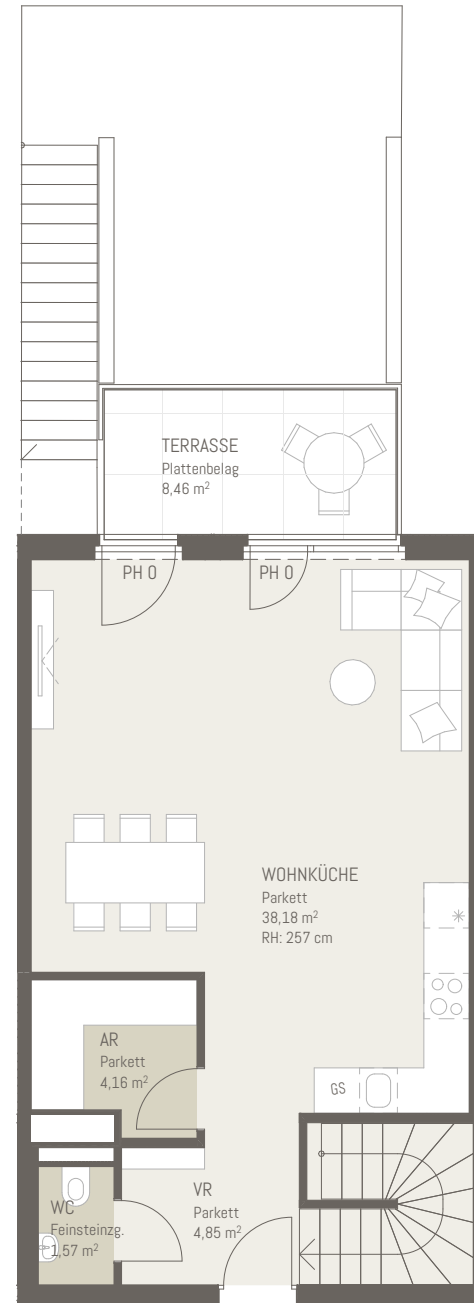 TERRASSE
Plattenbelag
8,46 m²
PH 0
PH 0
WOHNKÜCHE
Parkett
38,18 m²
RH: 257 cm
AR
Parkett
4,16 m²
GS
VR
Parkett
4,85 m²
WC
Feinsteinzg.
1,57 m²